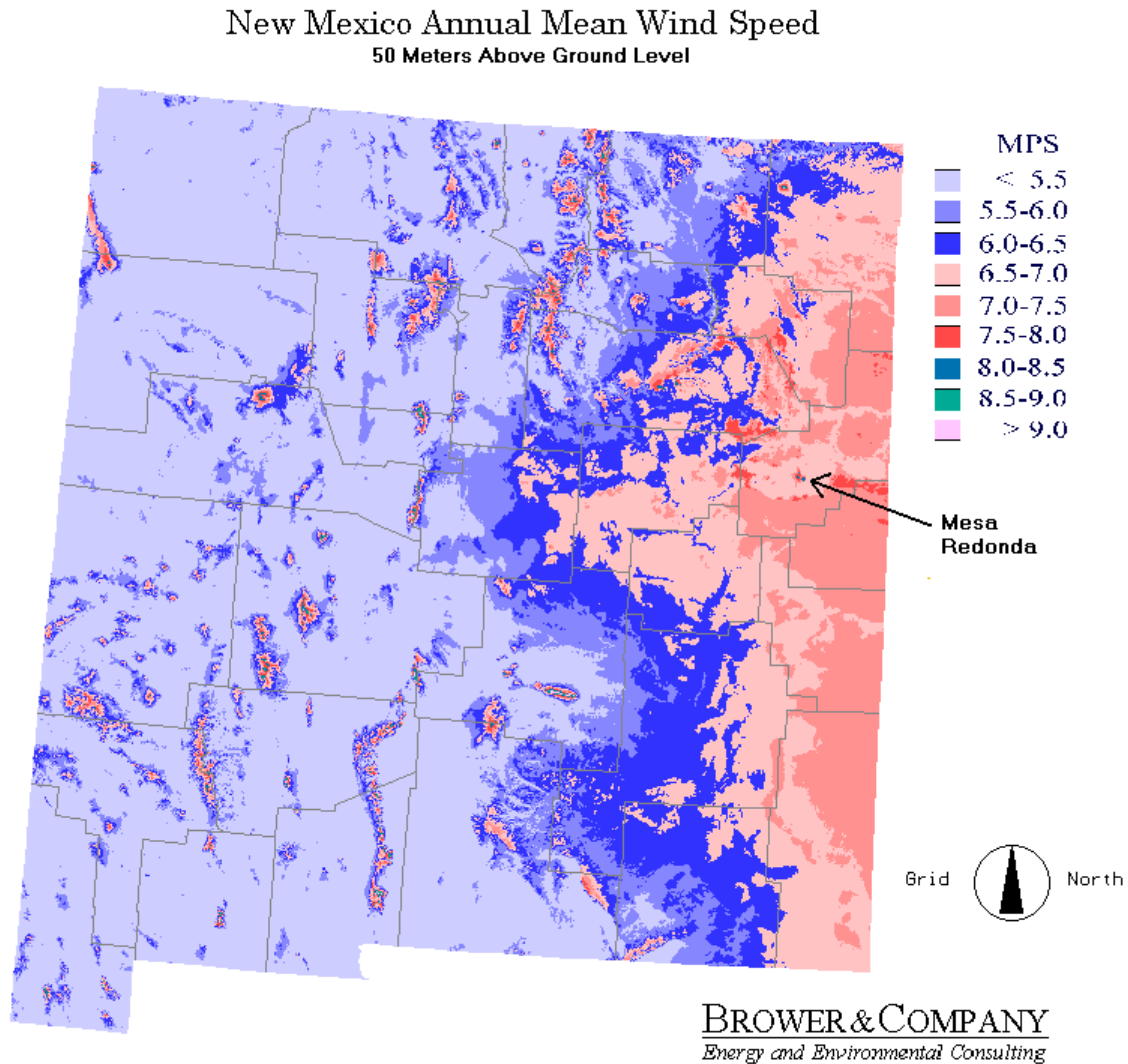 New Mexico Annual Mean Wind Speed
50 Meters Above Ground Level
MPS
< 5.5
5.5-6.0
6.0-6.5
6.5-7.0
7.0-7.5
7.5-8.0
8.0-8.5
8.5-9.0
> 9.0
Mesa
Redonda
Grid North
BROWER & COMPANY
Energy and Environmental Consulting